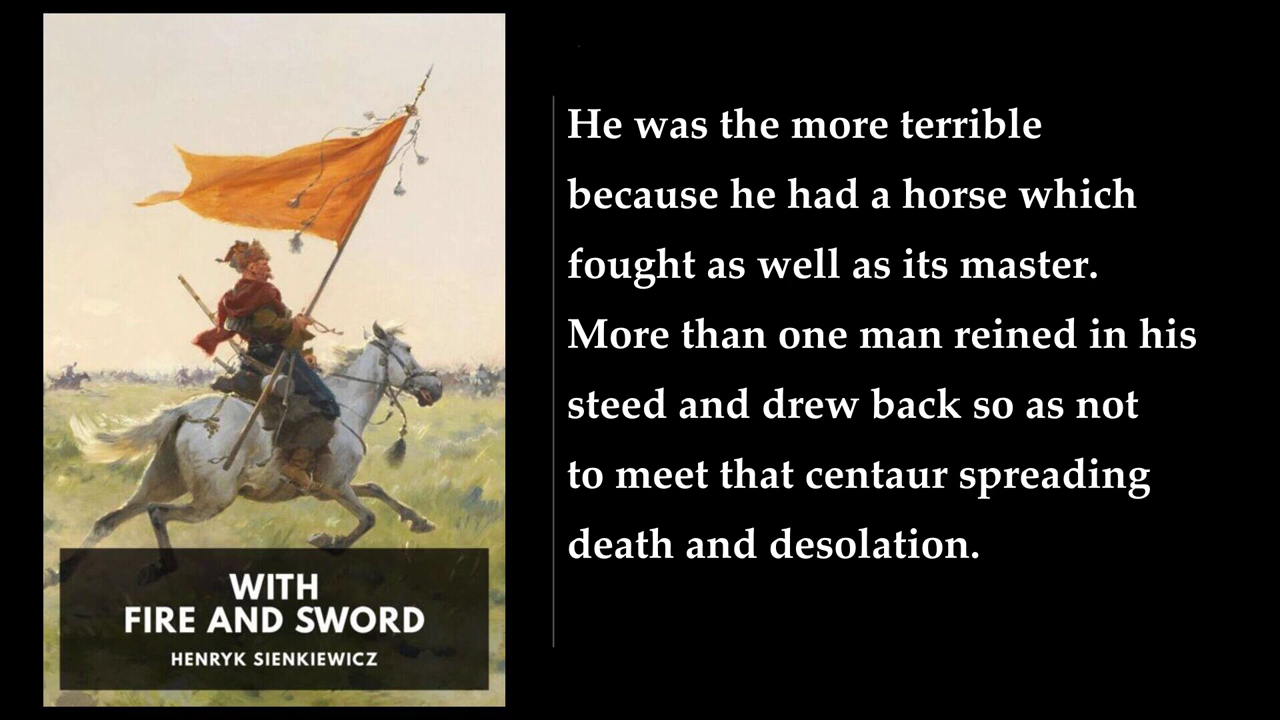 WITH
FIRE AND SWORD
HENRYK SIENKIEWICZ
He was the more terrible
because he had a horse which
fought as well as its master.
More than one man reined in his
steed and drew back so as not
to meet that centaur spreading
death and desolation.